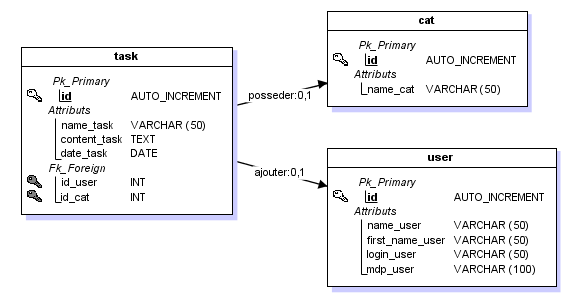 task
Pk_Primary
id AUTO_INCREMENT
Attributs
name_task VARCHAR (50)
content_task TEXT
date_task DATE
Fk_Foreign
id_user INT
id_cat INT
posseder:0,1
ajouter:0,1
cat
Pk_Primary
id AUTO_INCREMENT
Attributs
name_cat VARCHAR (50)
user
Pk_Primary
id AUTO_INCREMENT
Attributs
name_user VARCHAR (50)
first_name_user VARCHAR (50)
login_user VARCHAR (50)
mdp_user VARCHAR (100)